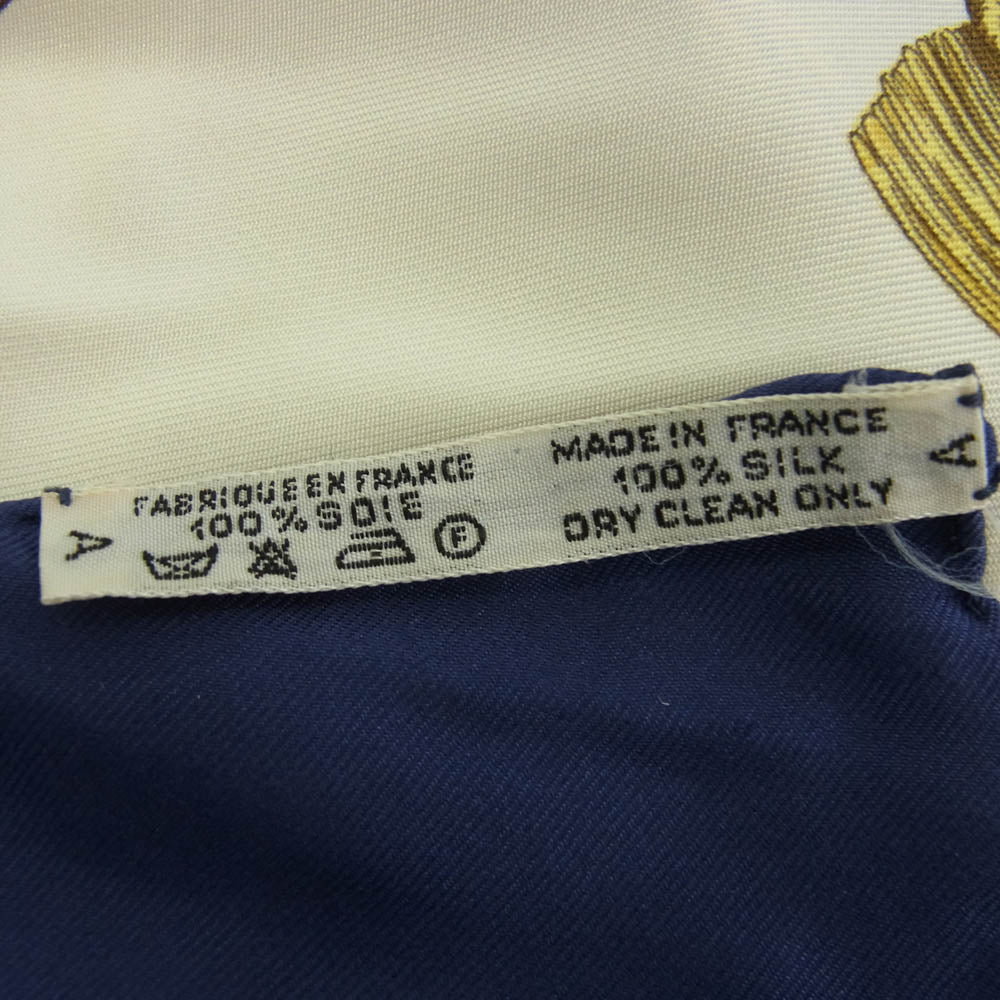 A
FABRIQUE EN FRANCE
100% SOIE
F
MADE IN FRANCE
100% SILK
DRY CLEAN ONLY
A